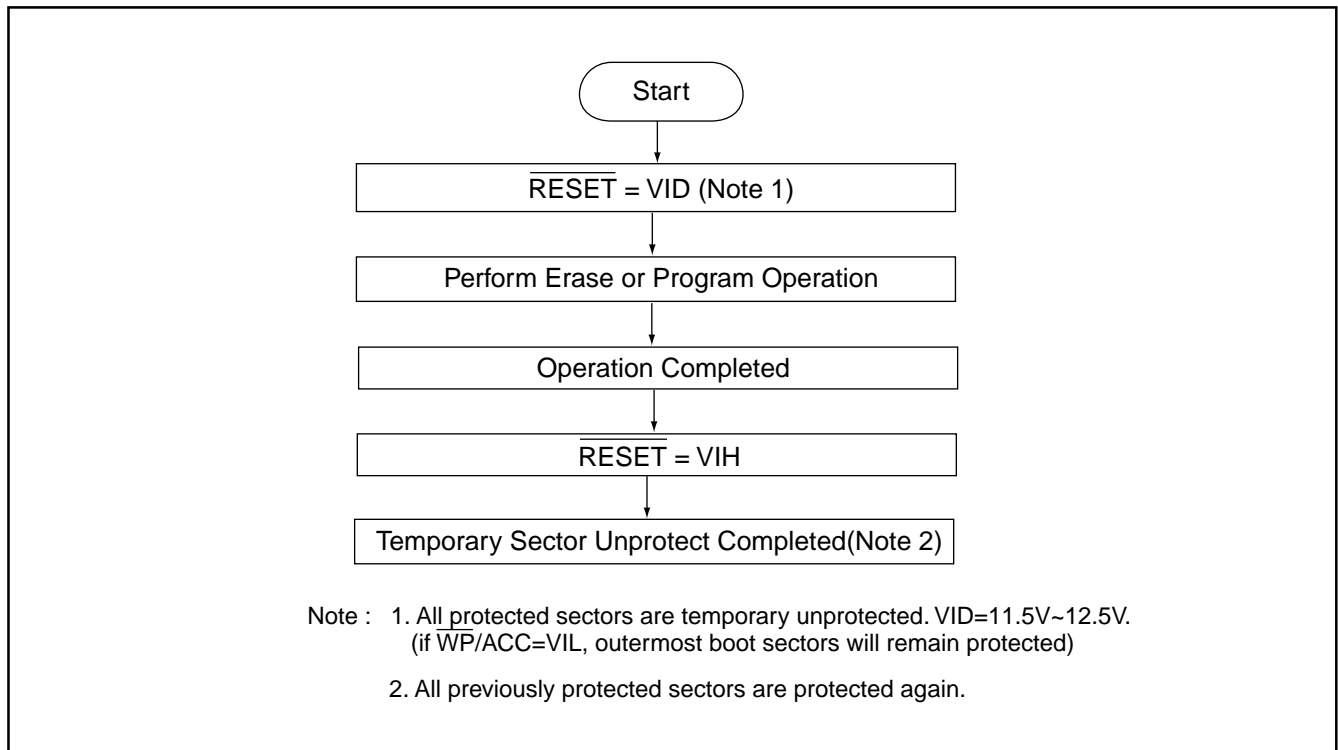 Start
RESET = VID (Note 1)
Perform Erase or Program Operation
Operation Completed
RESET = VIH
Temporary Sector Unprotect Completed(Note 2)
Note : 1. All protected sectors are temporary unprotected. VID=11.5V~12.5V.
(if WP/ACC=VIL, outermost boot sectors will remain protected)
2. All previously protected sectors are protected again.